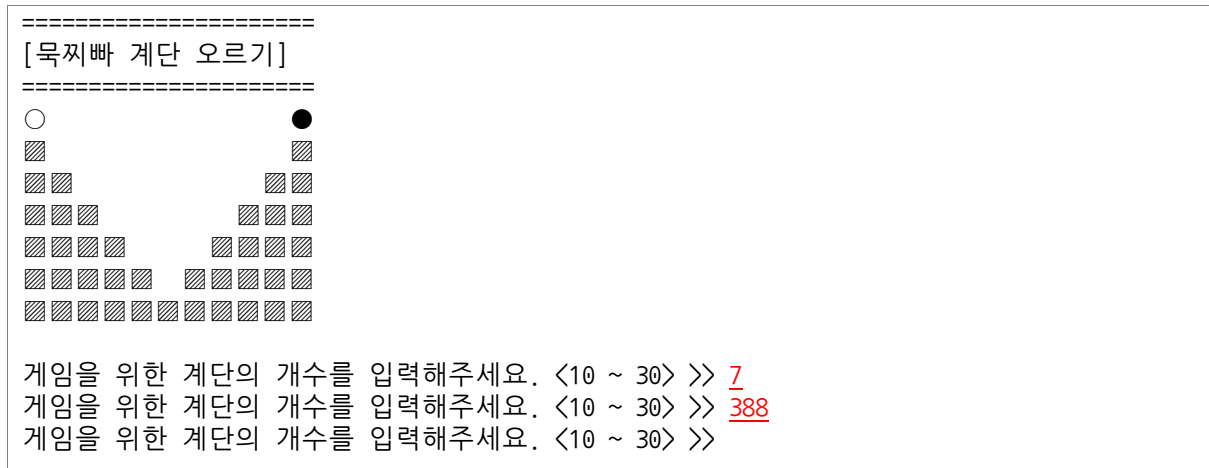 ======================
[묵찌빠 계단 오르기]
======================
○                   ●
▨                   ▨
▨▨                 ▨▨
▨▨▨             ▨▨▨
▨▨▨▨         ▨▨▨▨
▨▨▨▨▨   ▨▨▨▨▨
▨▨▨▨▨▨▨▨▨▨▨
게임을 위한 계단의 개수를 입력해주세요. <10 ~ 30> >> 7
게임을 위한 계단의 개수를 입력해주세요. <10 ~ 30> >> 388
게임을 위한 계단의 개수를 입력해주세요. <10 ~ 30> >>